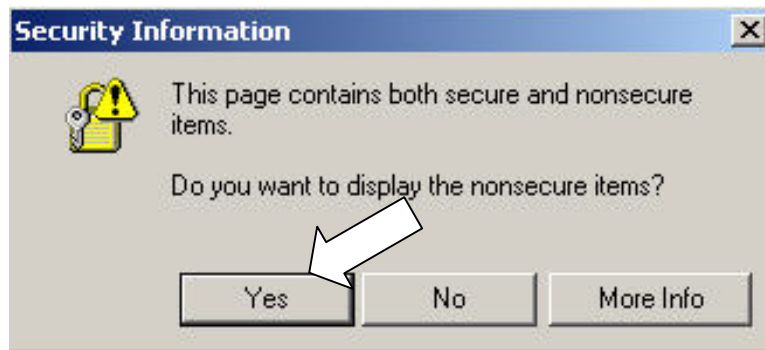 Security Information
This page contains both secure and nonsecure
items.
Do you want to display the nonsecure items?
Yes No More Info